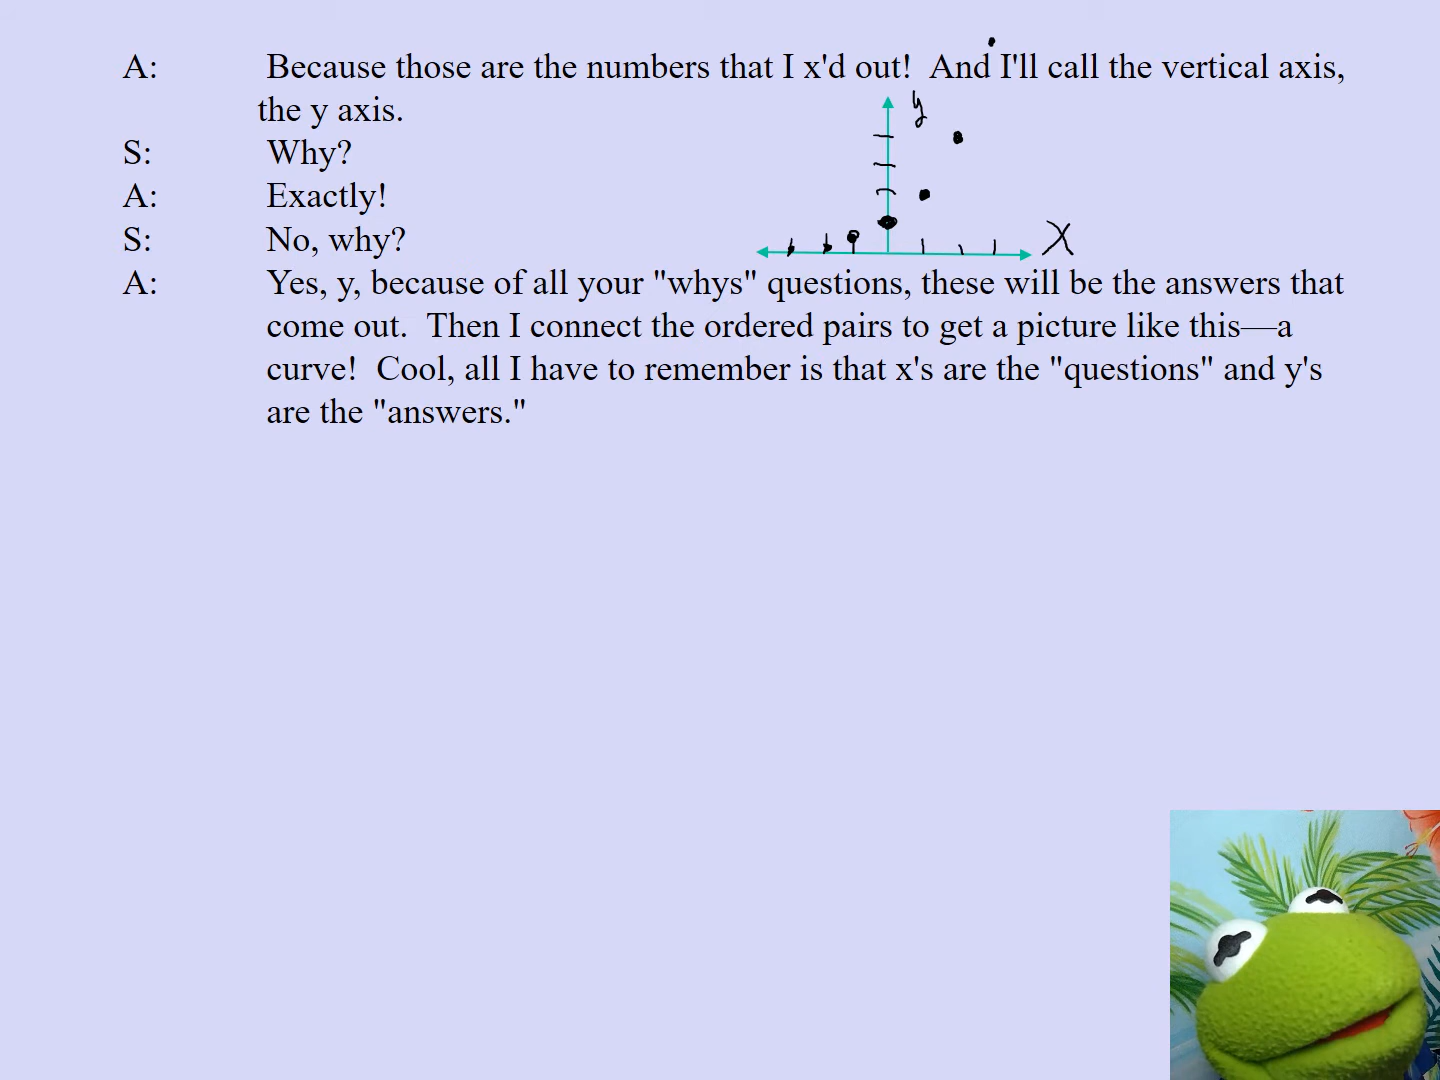 A: Because those are the numbers that I x'd out! And I'll call the vertical axis,
the y axis.
y
S: Why?
A: Exactly!
S: No, why?
X
A: Yes, y, because of all your "whys" questions, these will be the answers that
come out. Then I connect the ordered pairs to get a picture like this—a
curve! Cool, all I have to remember is that x's are the "questions" and y's
are the "answers."